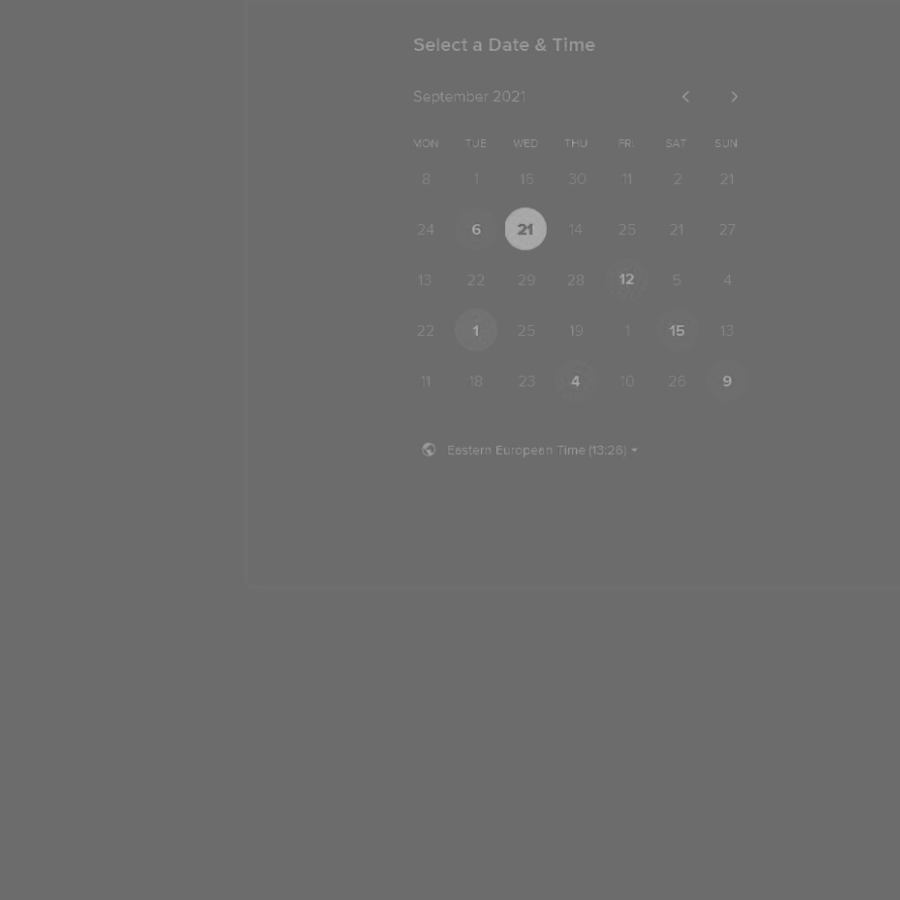 Select a Date & Time
September 2021
MON TUE WED THU FRI SAT SUN
8 1 16 30 11 2 21
24 6 21 14 25 21 27
13 22 29 28 12 5 4
22 1 25 19 1 15 13
11 18 23 4 10 26 9
Eastern European Time (13:26)